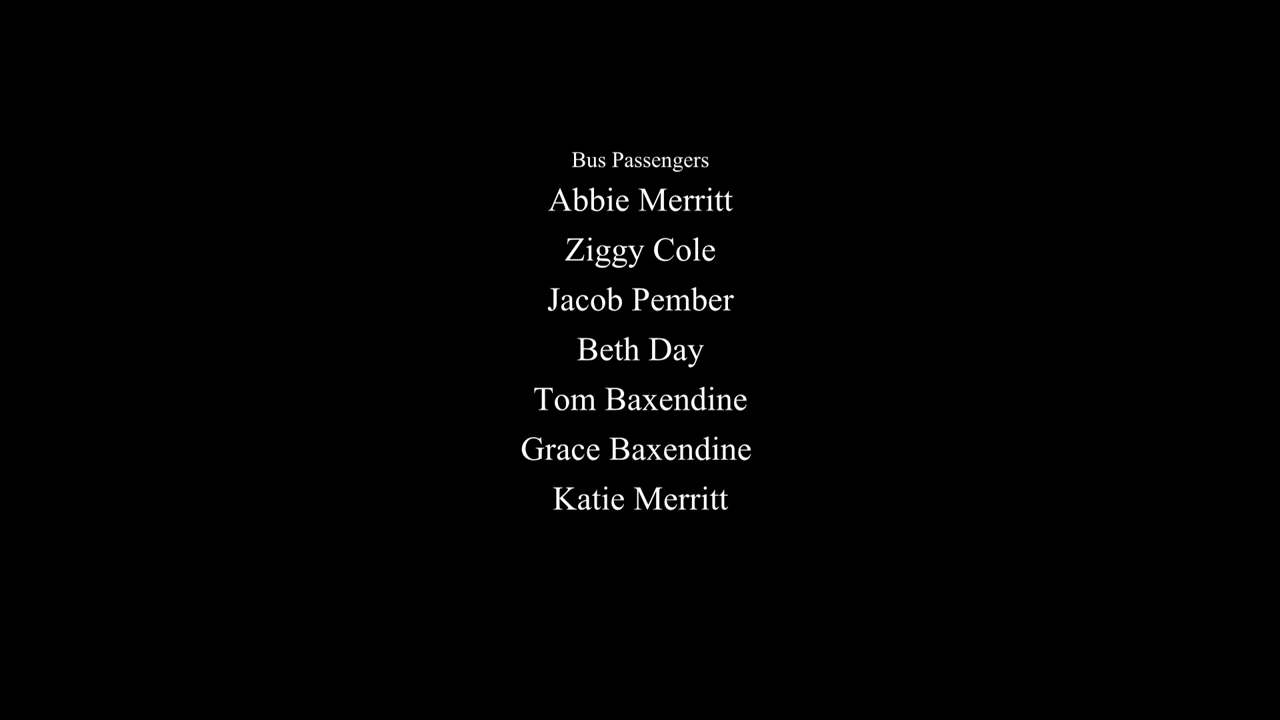 Bus Passengers
Abbie Merritt
Ziggy Cole
Jacob Pember
Beth Day
Tom Baxendine
Grace Baxendine
Katie Merritt